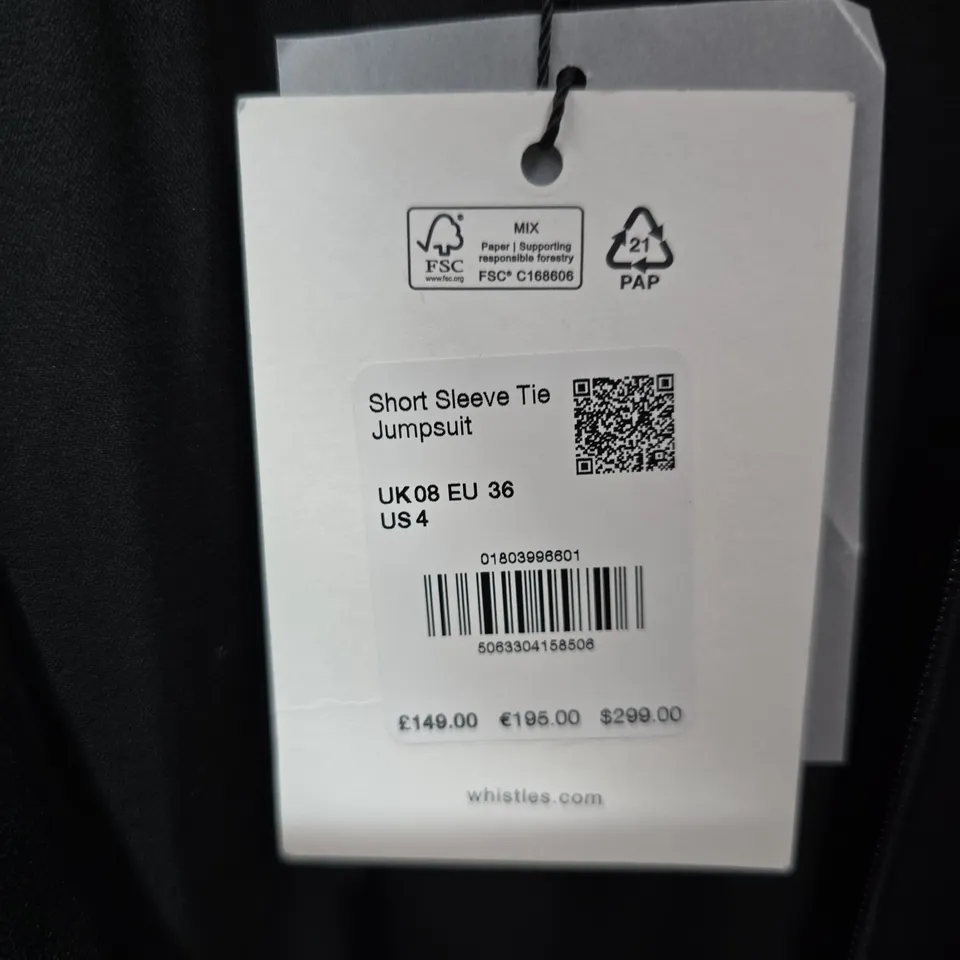 MIX
Paper | Supporting
responsible forestry
FSC® C168606
FSC
www.fsc.org
21
PAP
Short Sleeve Tie
Jumpsuit
UK08 EU 36
US4
01803996601
5063304158506
£149.00 €195.00 $299.00
whistles.com